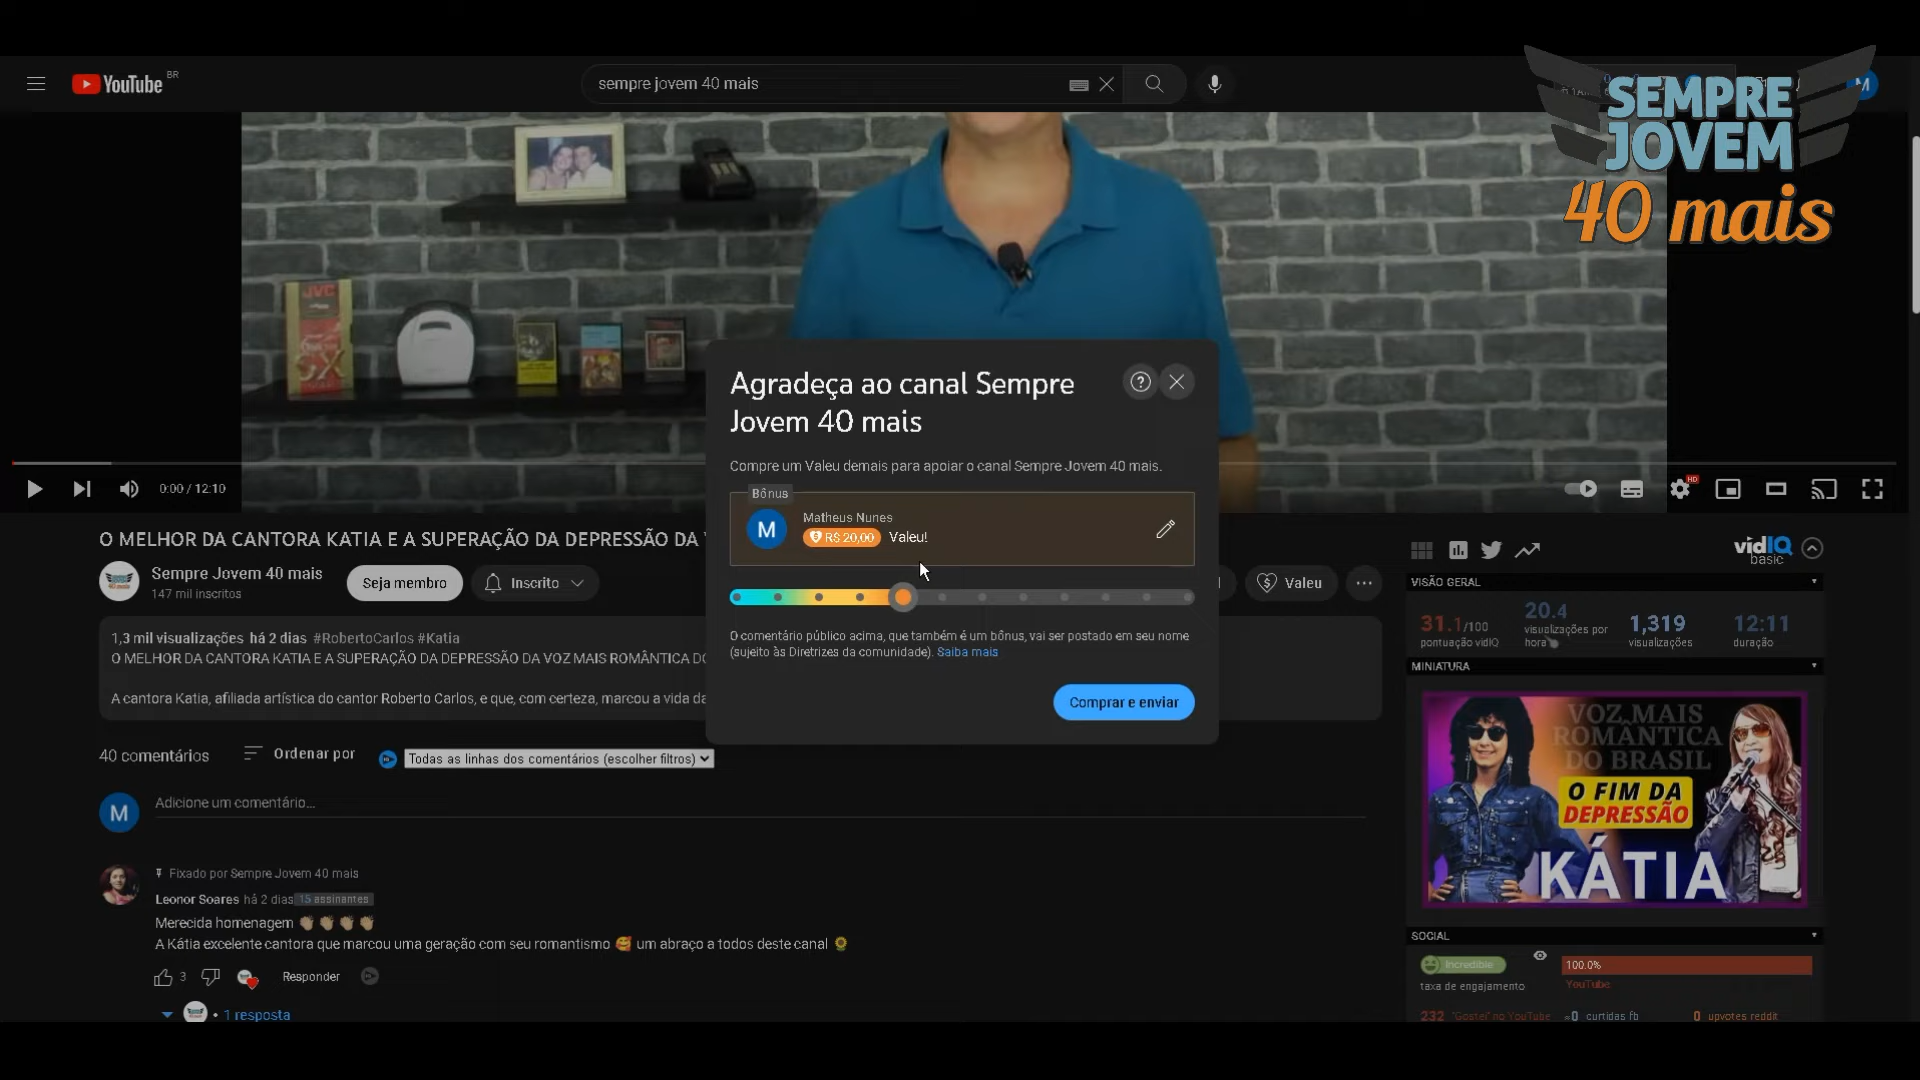 YouTube BR
sempre jovem 40 mais
M
SEMPRE
JOVEM
40 mais
JVC
Agradeça ao canal Sempre
Jovem 40 mais
Compre um Valeu demais para apoiar o canal Sempre Jovem 40 mais.
Bônus
M
Matheus Nunes
R$ 20,00 Valeu!
O comentário público acima, que também é um bônus, vai ser postado em seu nome
(sujeito às Diretrizes da comunidade). Saiba mais
Comprar e enviar
0:00 / 12:10
HD
O MELHOR DA CANTORA KATIA E A SUPERAÇÃO DA DEPRESSÃO DA
Sempre Jovem 40 mais
147 mil inscritos
Seja membro
Inscrito
Valeu
1,3 mil visualizações há 2 dias #RobertoCarlos #Katia
O MELHOR DA CANTORA KATIA E A SUPERAÇÃO DA DEPRESSÃO DA VOZ MAIS ROMÂNTICA DO
A cantora Katia, afiliada artística do cantor Roberto Carlos, e que, com certeza, marcou a vida da
40 comentários
Ordenar por
Todas as linhas dos comentários (escolher filtros)
M
Adicione um comentário...
Fixado por Sempre Jovem 40 mais
Leonor Soares há 2 dias 15 assinantes
Merecida homenagem 👏🏽 👏🏽 👏🏽 👏🏽
A Kátia excelente cantora que marcou uma geração com seu romantismo 🥰 um abraço a todos deste canal 🌻
3
Responder
• 1 resposta
vidIQ
basic
VISÃO GERAL
31.1/100
pontuação vidIQ
20.4
visualizações por
hora
1,319
visualizações
12:11
duração
MINIATURA
VOZ MAIS
ROMÂNTICA
DO BRASIL
O FIM DA
DEPRESSÃO
KÁTIA
SOCIAL
Incredible
taxa de engajamento
100.0%
YouTube
232 "Gostei" no YouTube
≈0 curtidas fb
0 upvotes reddit